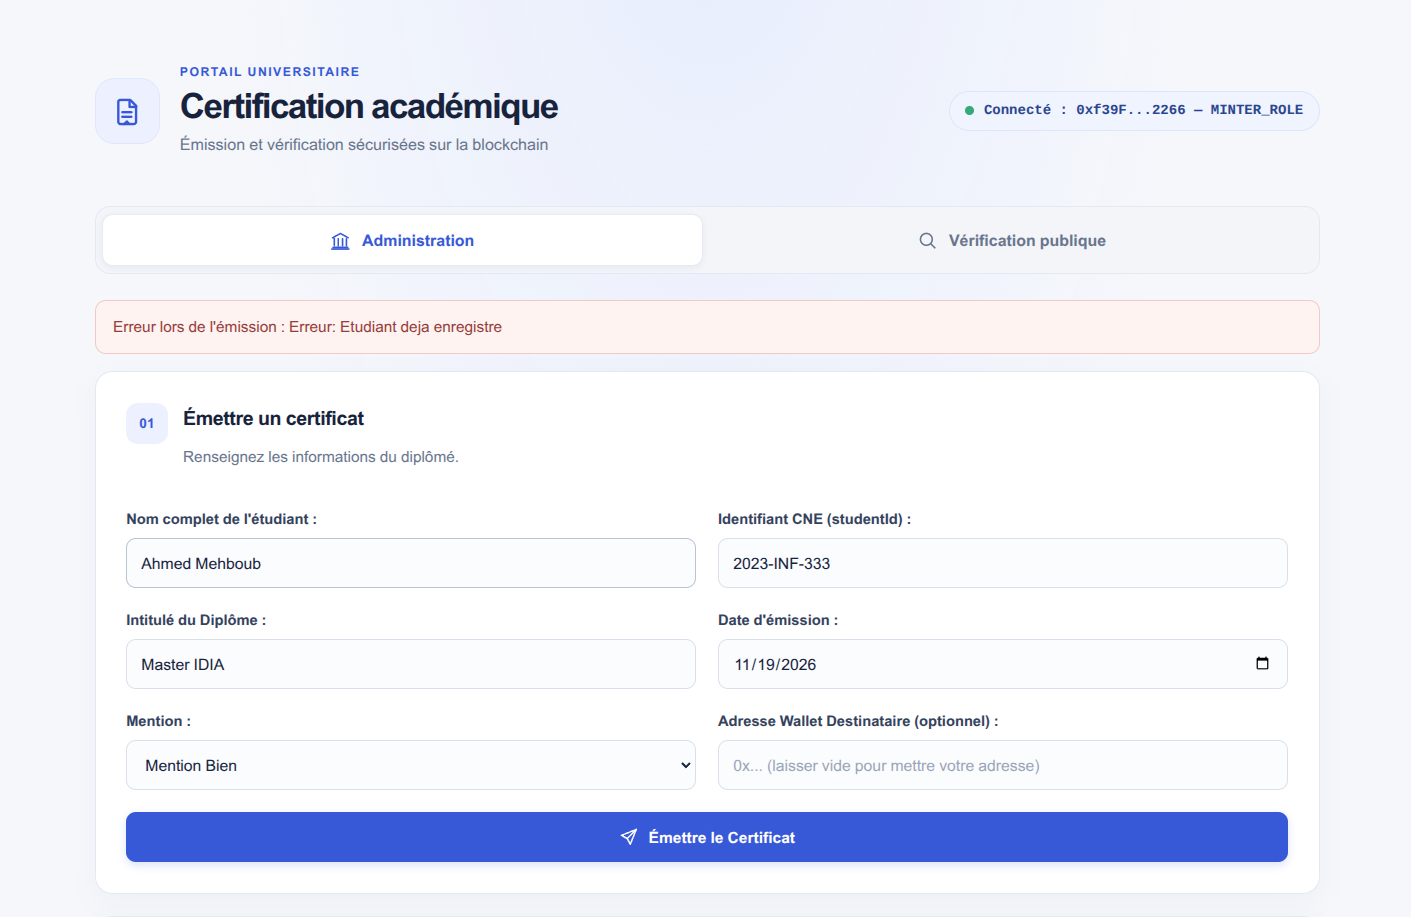 PORTAIL UNIVERSITAIRE
Certification académique
Émission et vérification sécurisées sur la blockchain
Connecté : 0xf39F...2266 — MINTER_ROLE
Administration
Vérification publique
Erreur lors de l'émission : Erreur: Etudiant deja enregistre
01
Émettre un certificat
Renseignez les informations du diplômé.
Nom complet de l'étudiant :
Ahmed Mehboub
Identifiant CNE (studentId) :
2023-INF-333
Intitulé du Diplôme :
Master IDIA
Date d'émission :
11/19/2026
Mention :
Mention Bien
Adresse Wallet Destinataire (optionnel) :
0x... (laisser vide pour mettre votre adresse)
Émettre le Certificat